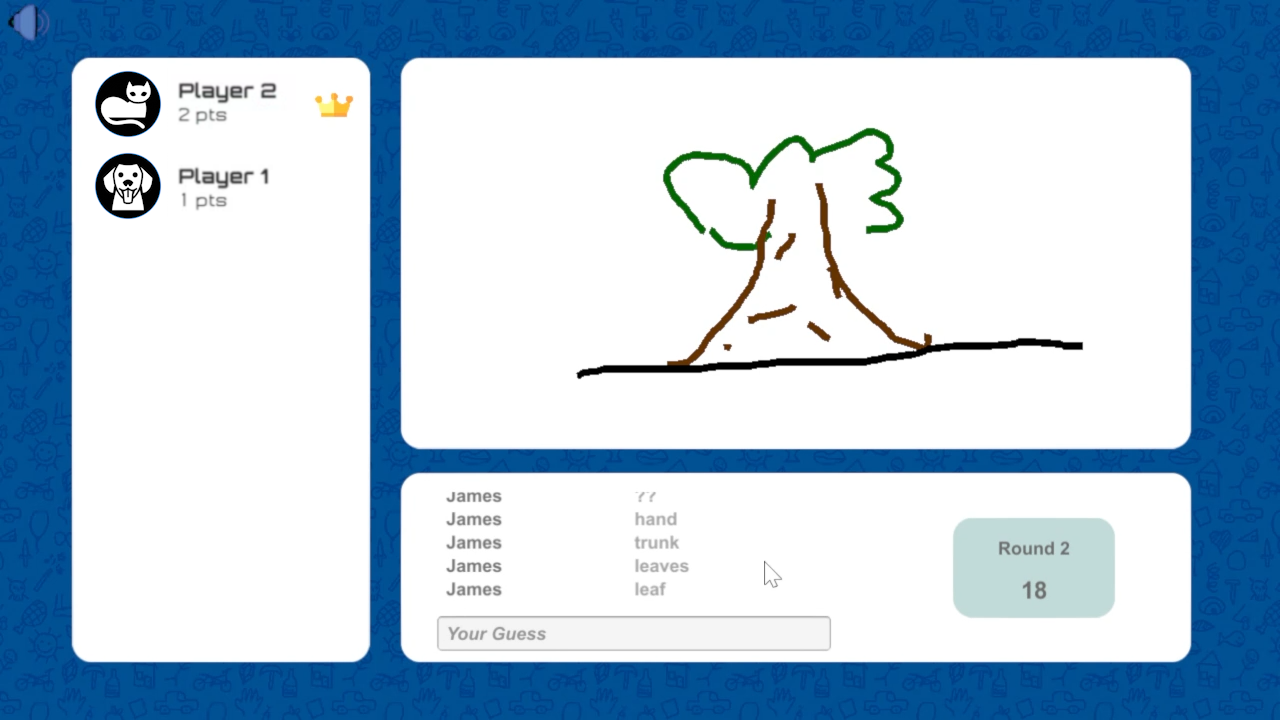 Player 2
2 pts
Player 1
1 pts
James ??
James hand
James trunk
James leaves
James leaf
Your Guess
Round 2
18